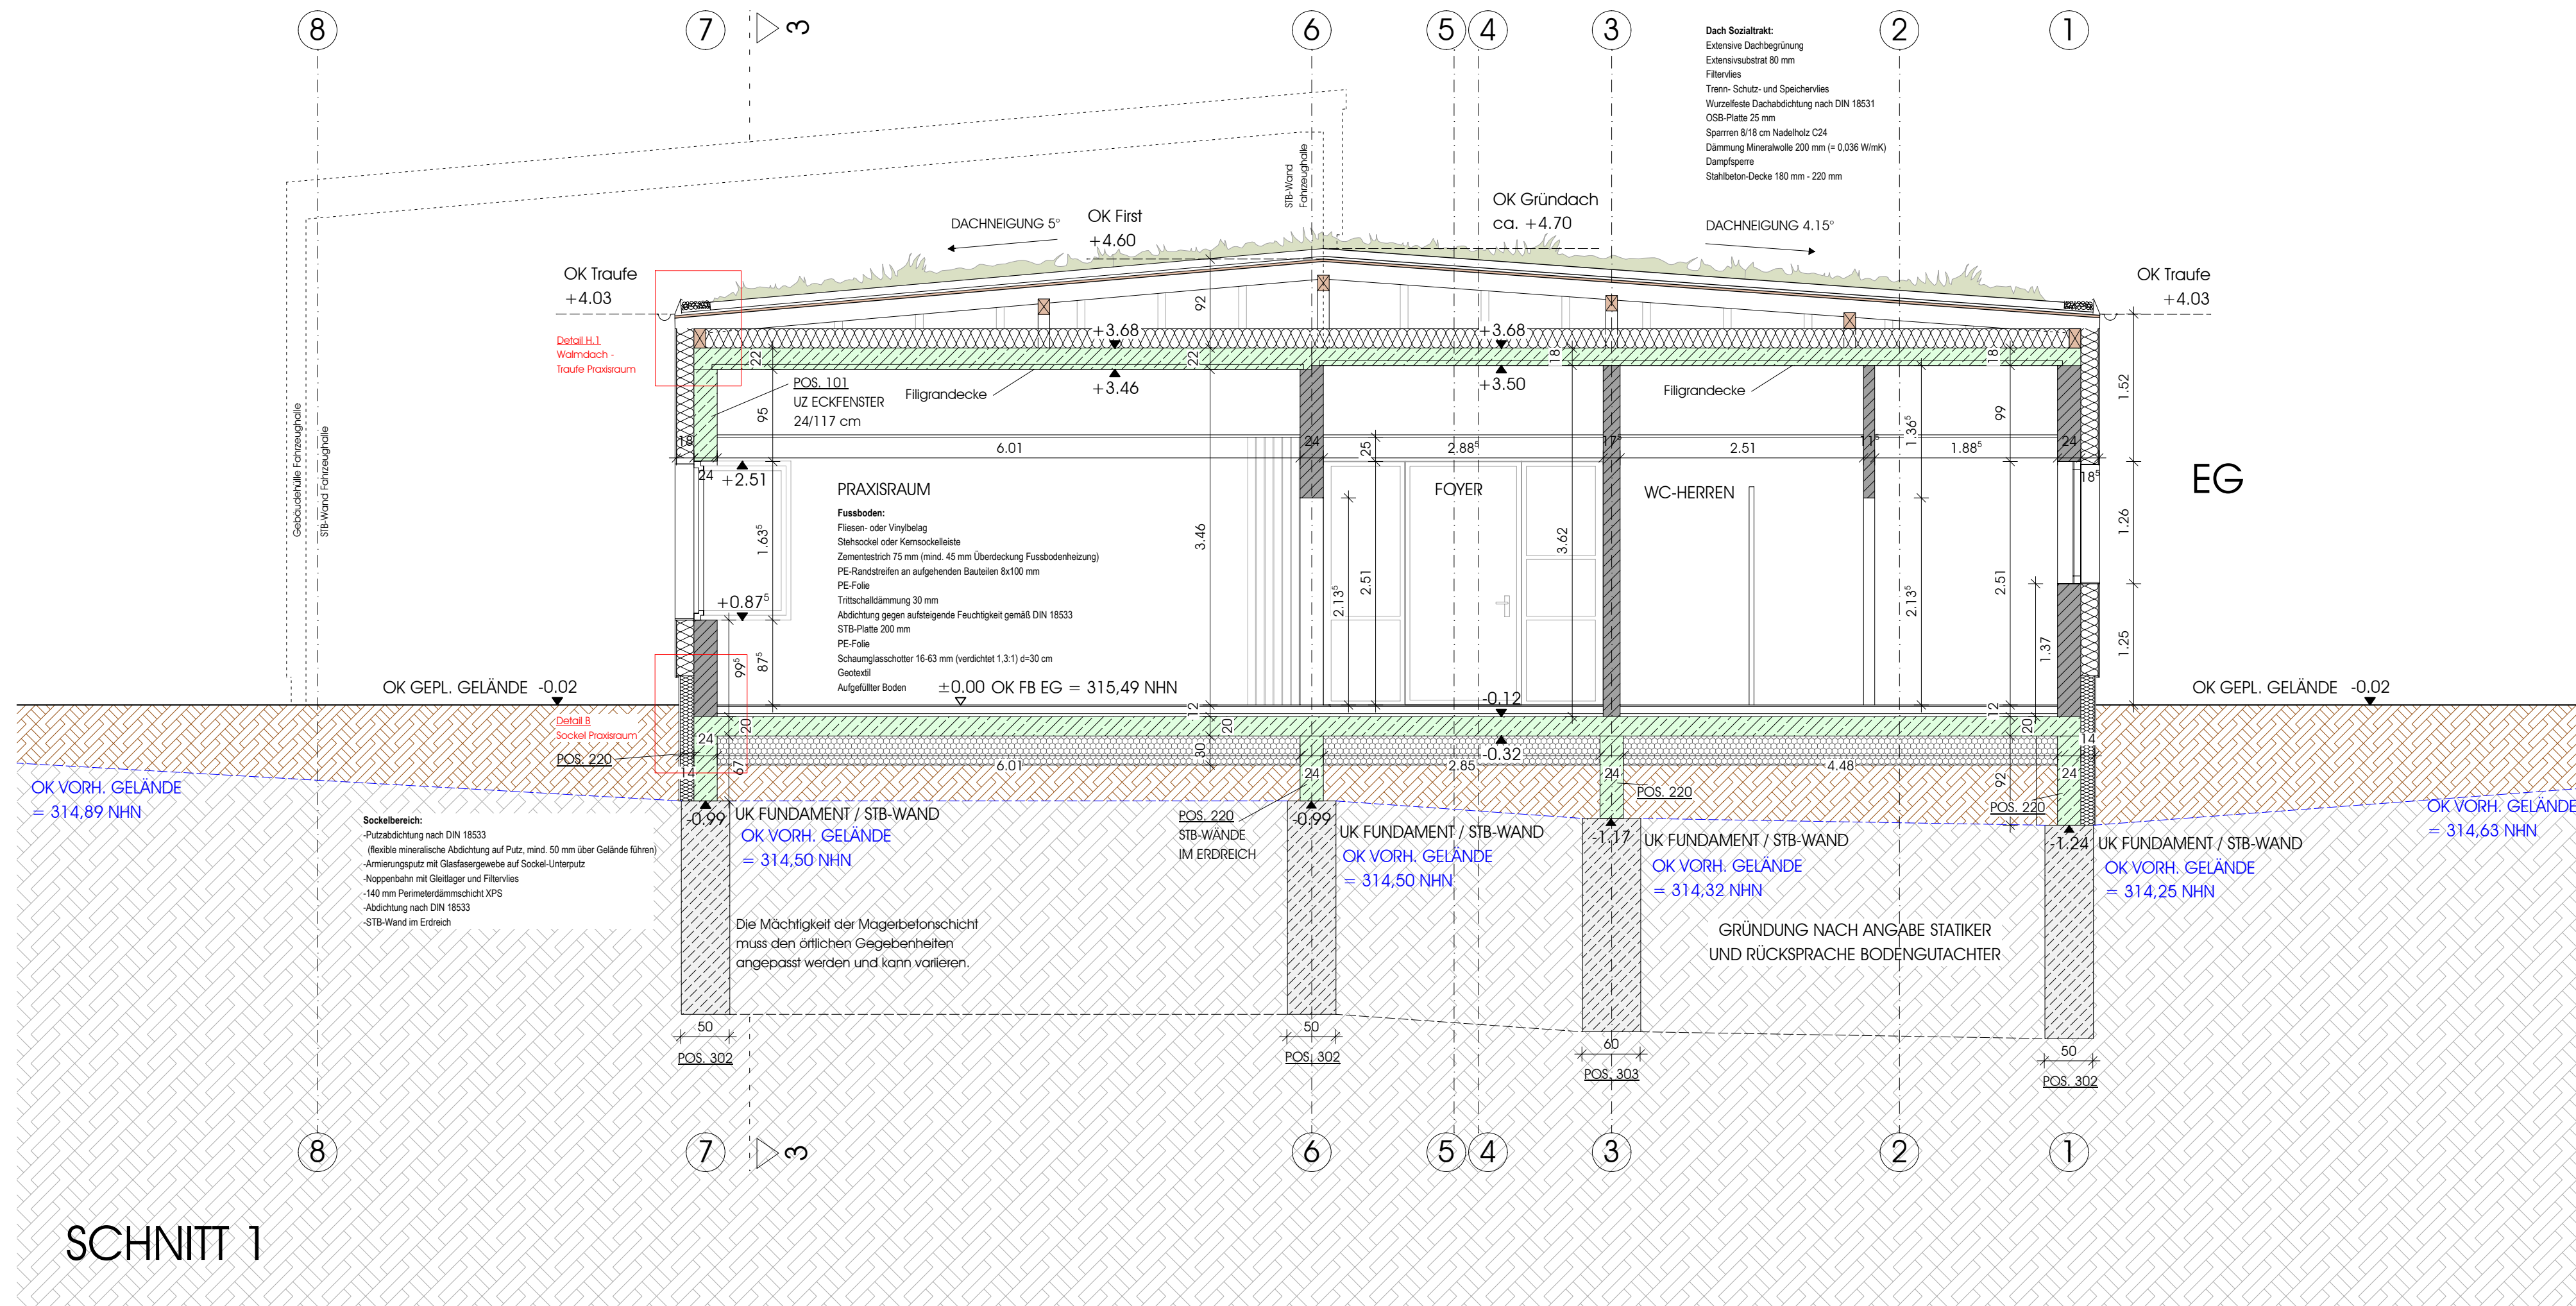 8
7
3
6
5
4
3
2
1
Dach Sozialtrakt:
Extensive Dachbegrünung
Extensivsubstrat 80 mm
Filtervlies
Trenn- Schutz- und Speichervlies
Wurzelfeste Dachabdichtung nach DIN 18531
OSB-Platte 25 mm
Sparrren 8/18 cm Nadelholz C24
Dämmung Mineralwolle 200 mm (= 0,036 W/mK)
Dampfsperre
Stahlbeton-Decke 180 mm - 220 mm
STB-Wand
Fahrzeughalle
OK Gründach
ca. +4.70
DACHNEIGUNG 5°
OK First
+4.60
DACHNEIGUNG 4.15°
OK Traufe
+4.03
OK Traufe
+4.03
92
+3.68
+3.68
Detail H.1
Walmdach -
Traufe Praxisraum
22
22
18
18
POS. 101
UZ ECKFENSTER
24/117 cm
Filigrandecke
+3.46
+3.50
Filigrandecke
1.52
95
1.36⁵
99
18
6.01
24
25
2.88⁵
17⁵
2.51
11⁵
1.88⁵
24
24
+2.51
18⁵
EG
Gebäudehülle Fahrzeughalle
STB-Wand Fahrzeughalle
PRAXISRAUM
FOYER
WC-HERREN
Fussboden:
Fliesen- oder Vinylbelag
Stehsockel oder Kernsockelleiste
Zementestrich 75 mm (mind. 45 mm Überdeckung Fussbodenheizung)
PE-Randstreifen an aufgehenden Bauteilen 8x100 mm
PE-Folie
Trittschalldämmung 30 mm
Abdichtung gegen aufsteigende Feuchtigkeit gemäß DIN 18533
STB-Platte 200 mm
PE-Folie
Schaumglasschotter 16-63 mm (verdichtet 1,3:1) d=30 cm
Geotextil
Aufgefüllter Boden
1.63⁵
3.46
3.62
1.26
+0.87⁵
2.13⁵
2.51
2.13⁵
2.51
99⁵
87⁵
1.37
1.25
OK GEPL. GELÄNDE -0.02
±0.00 OK FB EG = 315,49 NHN
-0.12
OK GEPL. GELÄNDE -0.02
12
12
Detail B
Sockel Praxisraum
20
20
20
24
14
POS. 220
30
-0.32
14
67
6.01
24
2.85
24
4.48
24
92
OK VORH. GELÄNDE
= 314,89 NHN
POS. 220
POS. 220
OK VORH. GELÄNDE
= 314,63 NHN
-0.99 UK FUNDAMENT / STB-WAND
OK VORH. GELÄNDE
= 314,50 NHN
POS. 220
STB-WÄNDE
IM ERDREICH
-0.99
UK FUNDAMENT / STB-WAND
OK VORH. GELÄNDE
= 314,50 NHN
-1.17 UK FUNDAMENT / STB-WAND
OK VORH. GELÄNDE
= 314,32 NHN
-1.24 UK FUNDAMENT / STB-WAND
OK VORH. GELÄNDE
= 314,25 NHN
Sockelbereich:
-Putzabdichtung nach DIN 18533
(flexible mineralische Abdichtung auf Putz, mind. 50 mm über Gelände führen)
-Armierungsputz mit Glasfasergewebe auf Sockel-Unterputz
-Noppenbahn mit Gleitlager und Filtervlies
-140 mm Perimeterdämmschicht XPS
-Abdichtung nach DIN 18533
-STB-Wand im Erdreich
Die Mächtigkeit der Magerbetonschicht
muss den örtlichen Gegebenheiten
angepasst werden und kann variieren.
GRÜNDUNG NACH ANGABE STATIKER
UND RÜCKSPRACHE BODENGUTACHTER
50
POS. 302
50
POS. 302
60
POS. 303
50
POS. 302
8
7
3
6
5
4
3
2
1
SCHNITT 1